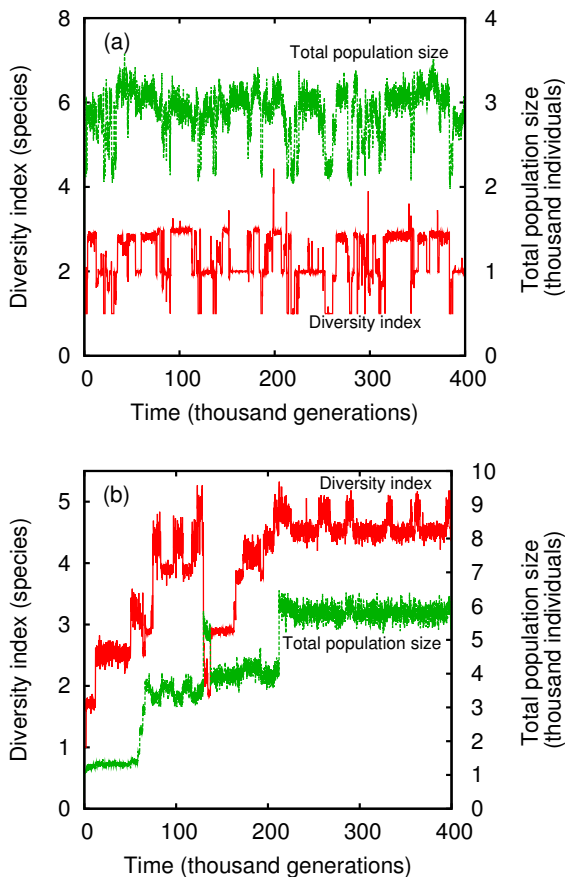 (a)
Total population size
Diversity index
8
6
4
2
0
4
3
2
1
0
0 100 200 300 400
Diversity index (species)
Total population size
(thousand individuals)
Time (thousand generations)
(b)
Diversity index
Total population size
5
4
3
2
1
0
10
9
8
7
6
5
4
3
2
1
0
0 100 200 300 400
Diversity index (species)
Total population size
(thousand individuals)
Time (thousand generations)